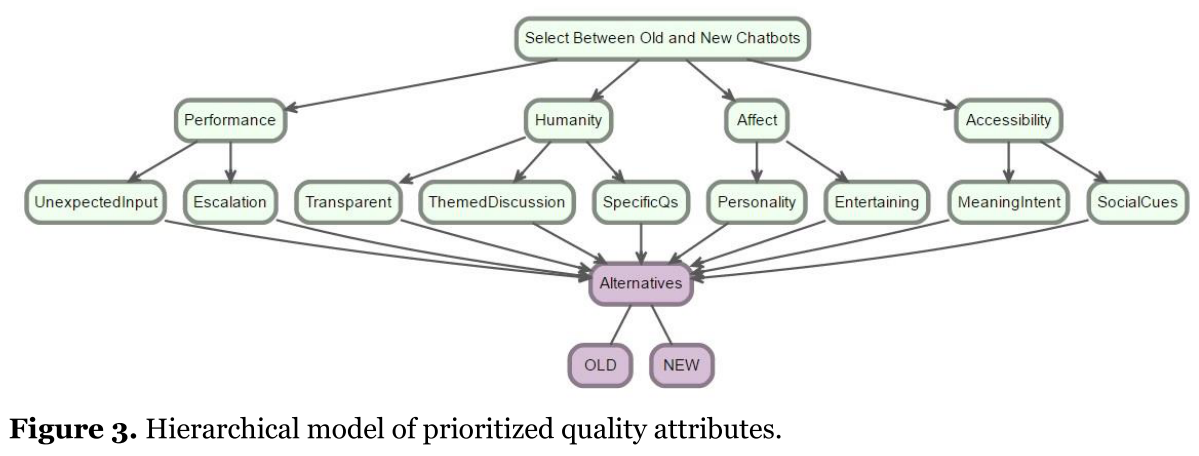 Select Between Old and New Chatbots
Performance Humanity Affect Accessibility
UnexpectedInput Escalation Transparent ThemedDiscussion SpecificQs Personality Entertaining MeaningIntent SocialCues
Alternatives
OLD NEW
Figure 3. Hierarchical model of prioritized quality attributes.